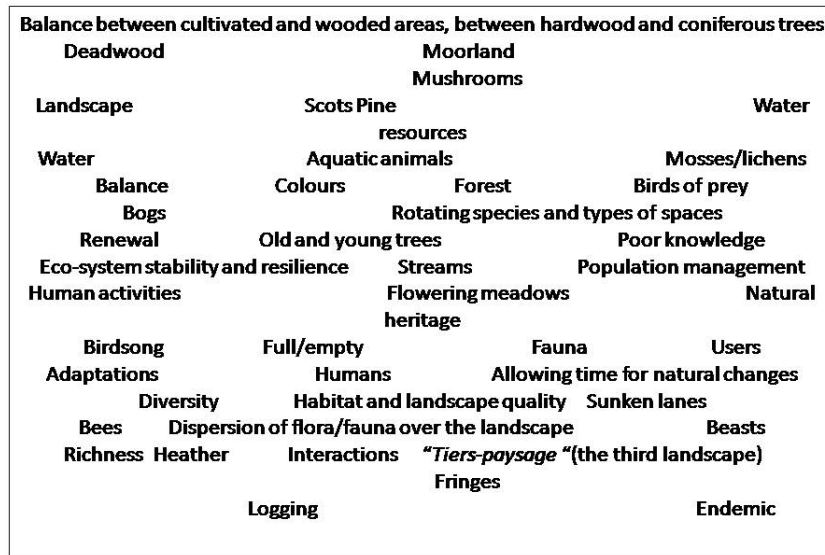 Balance between cultivated and wooded areas, between hardwood and coniferous trees
Deadwood Moorland
Mushrooms
Landscape Scots Pine Water
resources
Water Aquatic animals Mosses/lichens
Balance Colours Forest Birds of prey
Bogs Rotating species and types of spaces
Renewal Old and young trees Poor knowledge
Eco-system stability and resilience Streams Population management
Human activities Flowering meadows Natural
heritage
Birdsong Full/empty Fauna Users
Adaptations Humans Allowing time for natural changes
Diversity Habitat and landscape quality Sunken lanes
Bees Dispersion of flora/fauna over the landscape Beasts
Richness Heather Interactions “Tiers-paysage “(the third landscape)
Fringes
Logging Endemic